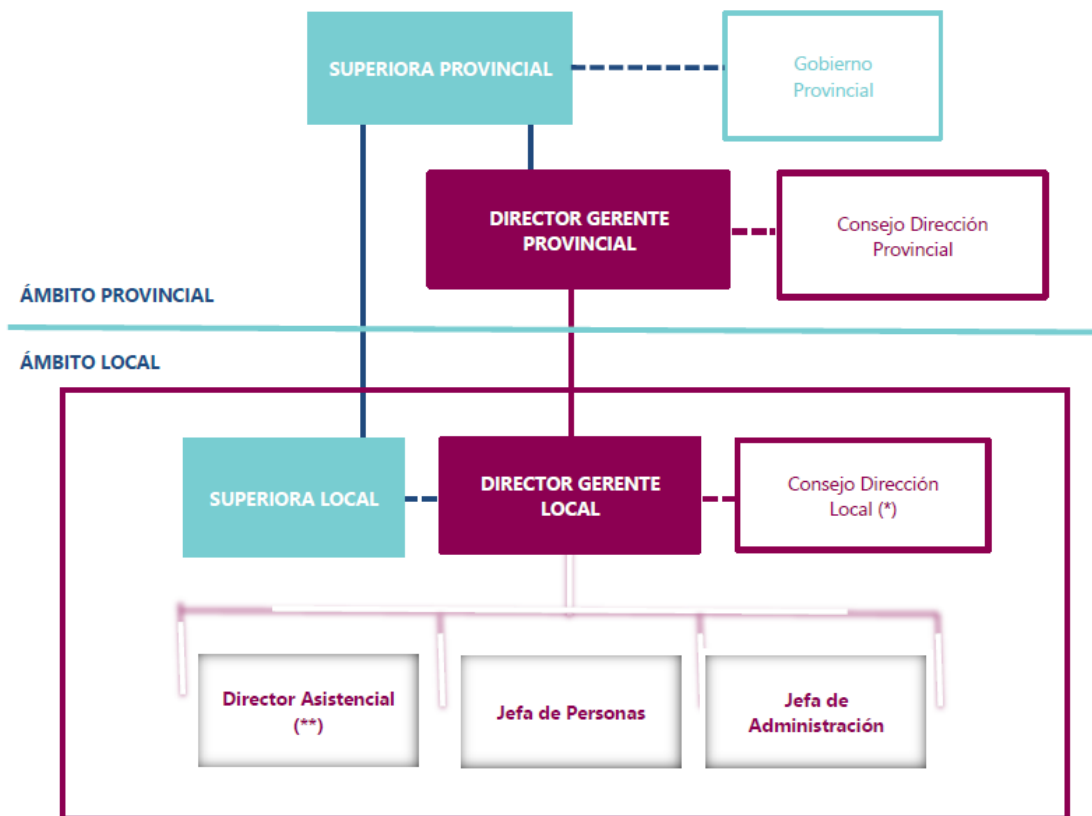 SUPERIORA PROVINCIAL
Gobierno
Provincial
DIRECTOR GERENTE
PROVINCIAL
Consejo Dirección
Provincial
ÁMBITO PROVINCIAL
ÁMBITO LOCAL
SUPERIORA LOCAL
DIRECTOR GERENTE
LOCAL
Consejo Dirección
Local (*)
Director Asistencial
(**)
Jefa de Personas
Jefa de
Administración